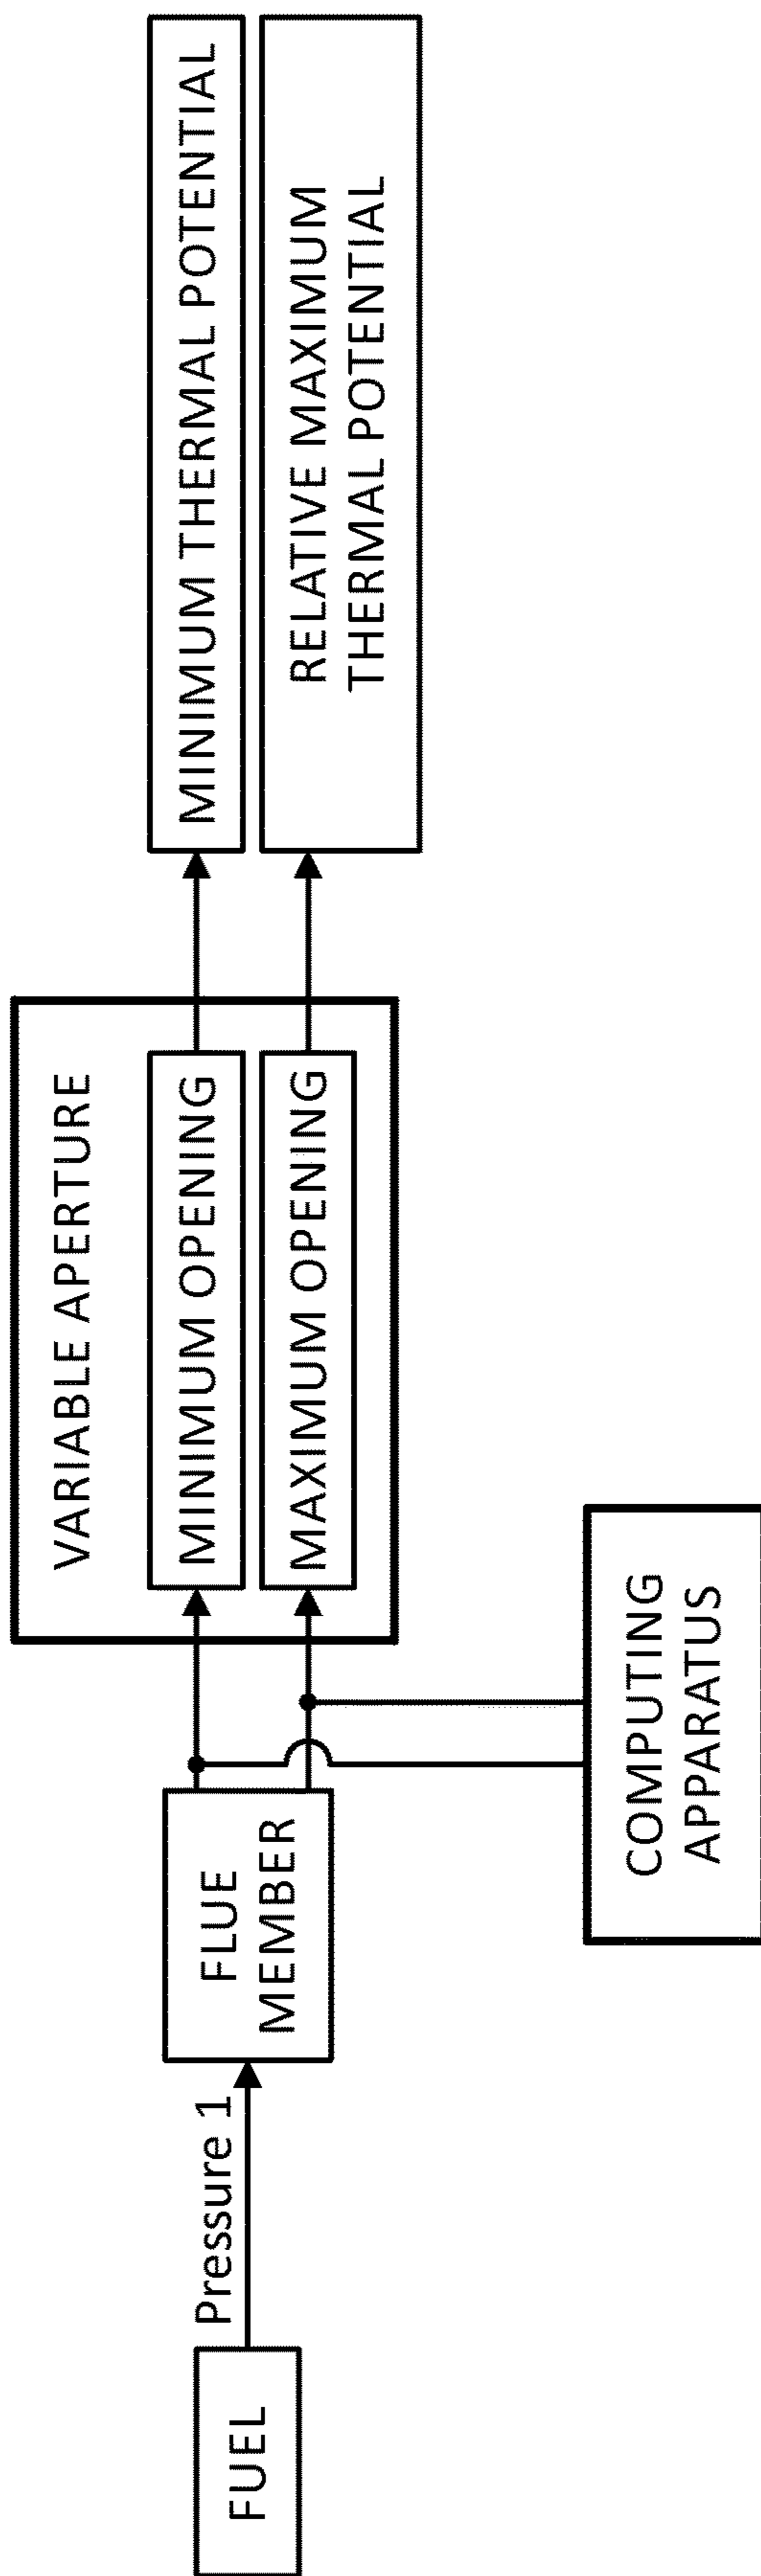 FUEL
Pressure 1
FLUE
MEMBER
VARIABLE APERTURE
MINIMUM OPENING
MAXIMUM OPENING
MINIMUM THERMAL POTENTIAL
RELATIVE MAXIMUM
THERMAL POTENTIAL
COMPUTING
APPARATUS